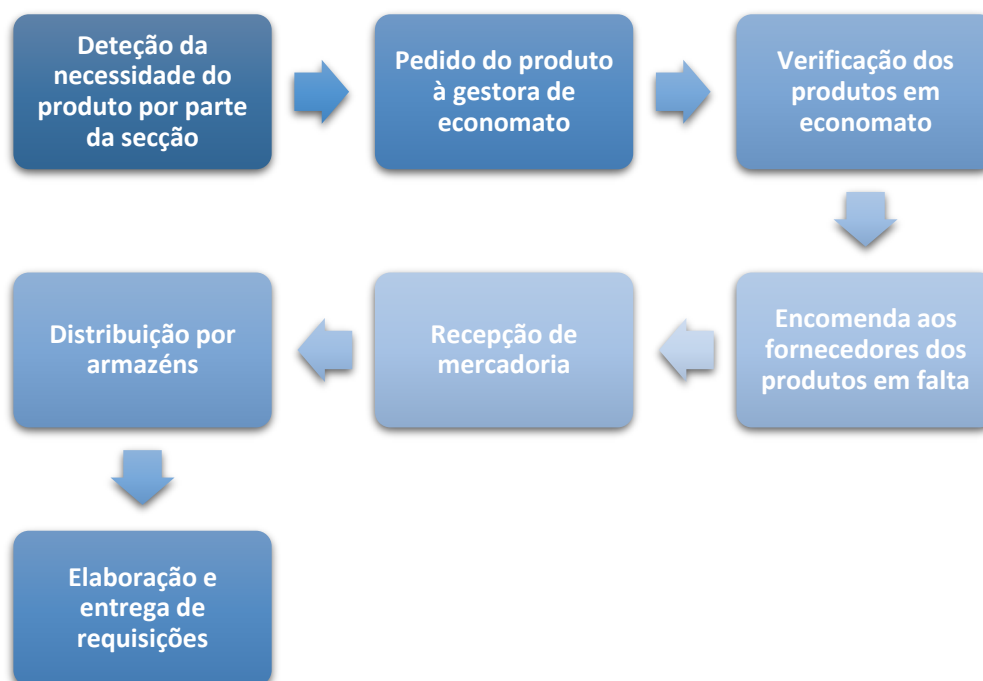 Deteção da
necessidade do
produto por parte
da secção
Pedido do produto
à gestora de
economato
Verificação dos
produtos em
economato
Encomenda aos
fornecedores dos
produtos em falta
Recepção de
mercadoria
Distribuição por
armazéns
Elaboração e
entrega de
requisições